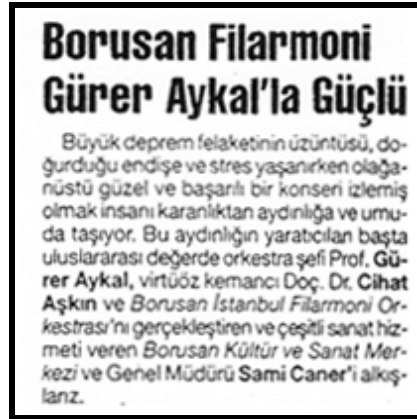 Borusan Filarmoni
Gürer Aykal'la Güçlü
Büyük deprem felaketinin üzüntüsü, do-
ğurduğu endişe ve stres yaşanırken olağa-
nüstü güzel ve başarılı bir konseri izlemiş
olmak insanı karanlıktan aydınlığa ve umu-
da taşıyor. Bu aydınlığın yaratıcıları başta
uluslararası değerde orkestra şefi Prof. Gü-
rer Aykal, virtüöz kemancı Doç. Dr. Cihat
Aşkın ve Borusan İstanbul Filarmoni Or-
kestrası'nı gerçekleştiren ve çeşitli sanat hiz-
meti veren Borusan Kültür ve Sanat Mer-
kezi ve Genel Müdürü Sami Caner'i alkış-
larız.